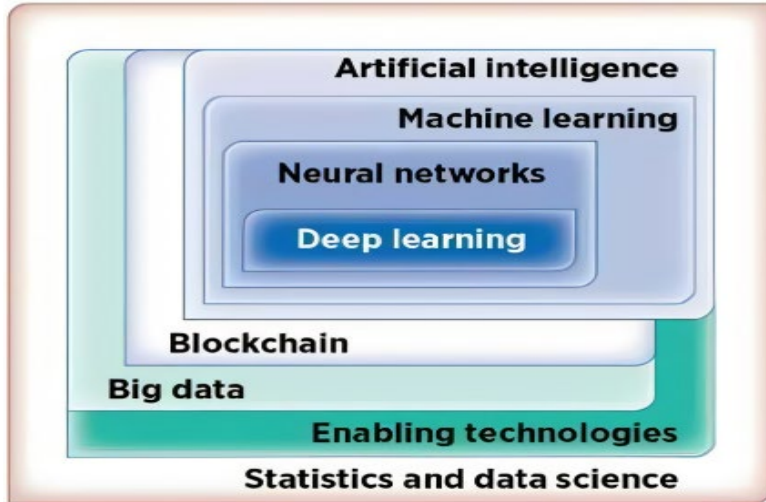 Artificial intelligence
Machine learning
Neural networks
Deep learning
Blockchain
Big data
Enabling technologies
Statistics and data science